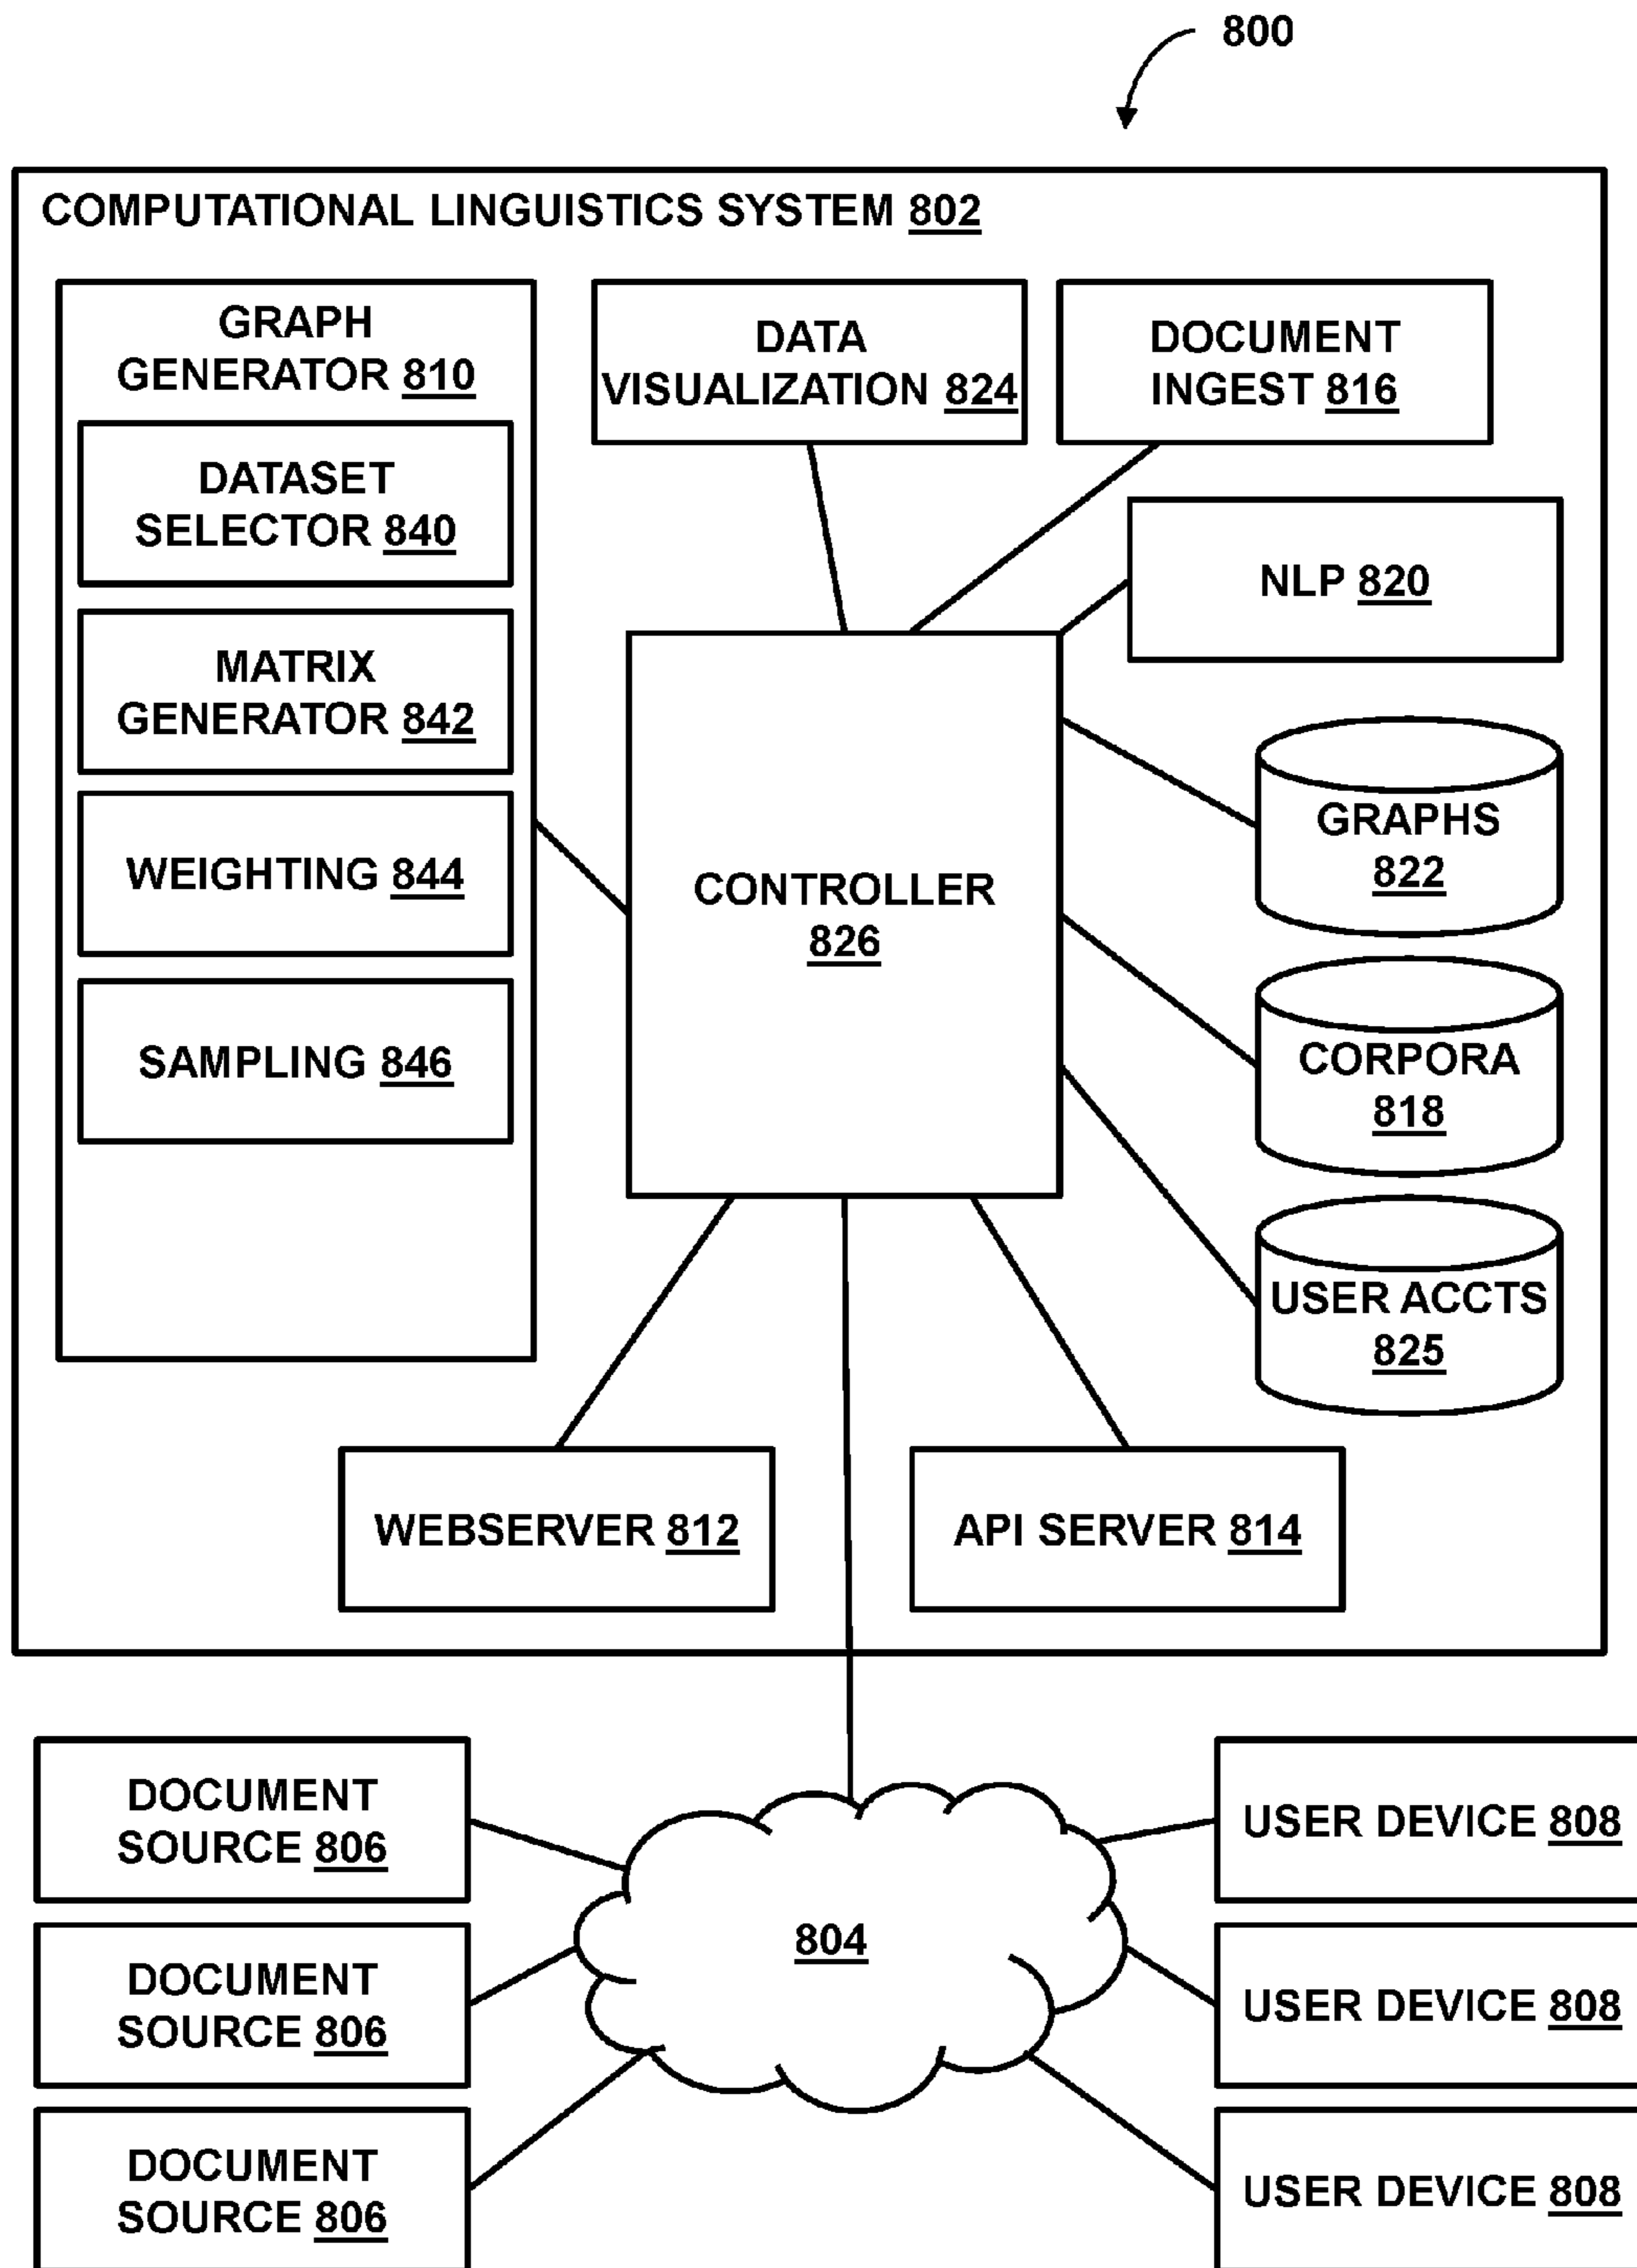 800
COMPUTATIONAL LINGUISTICS SYSTEM 802
GRAPH
GENERATOR 810
DATASET
SELECTOR 840
MATRIX
GENERATOR 842
WEIGHTING 844
SAMPLING 846
DATA
VISUALIZATION 824
DOCUMENT
INGEST 816
NLP 820
CONTROLLER
826
GRAPHS
822
CORPORA
818
USER ACCTS
825
WEBSERVER 812
API SERVER 814
DOCUMENT
SOURCE 806
DOCUMENT
SOURCE 806
DOCUMENT
SOURCE 806
804
USER DEVICE 808
USER DEVICE 808
USER DEVICE 808